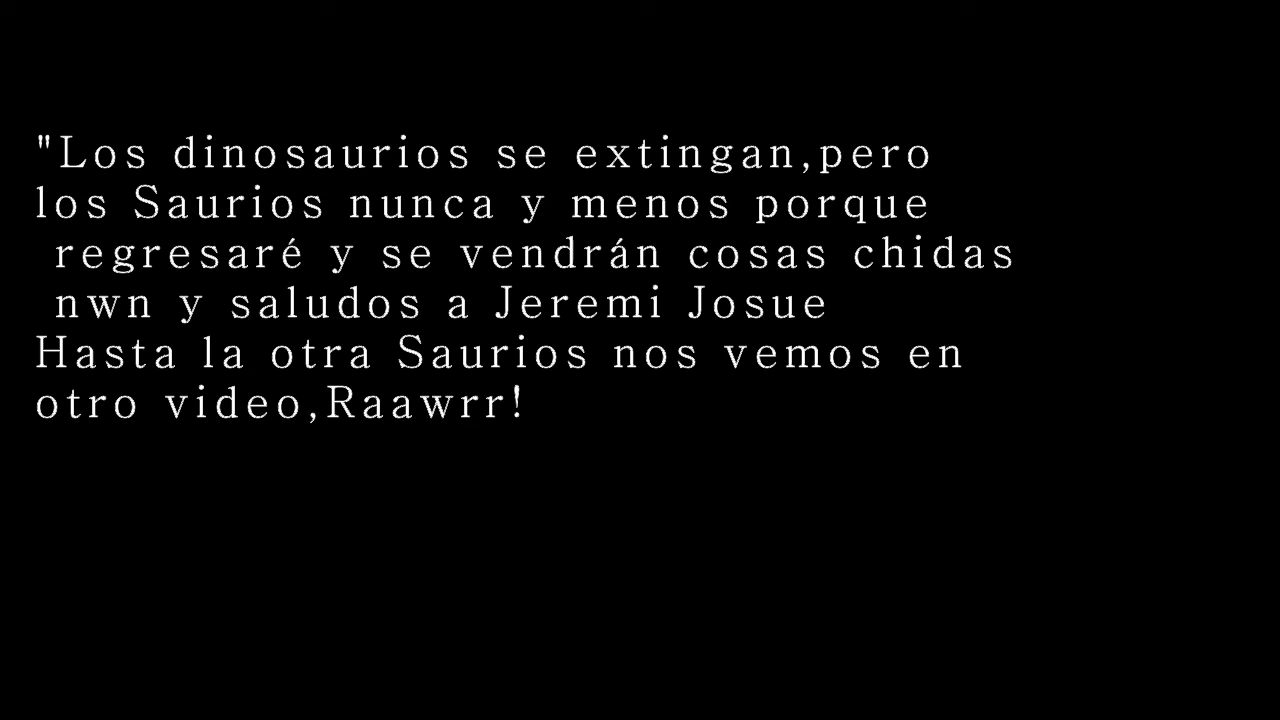 "Los dinosaurios se extingan,pero
los Saurios nunca y menos porque
regresaré y se vendrán cosas chidas
nwn y saludos a Jeremi Josue
Hasta la otra Saurios nos vemos en
otro video,Raawrr!